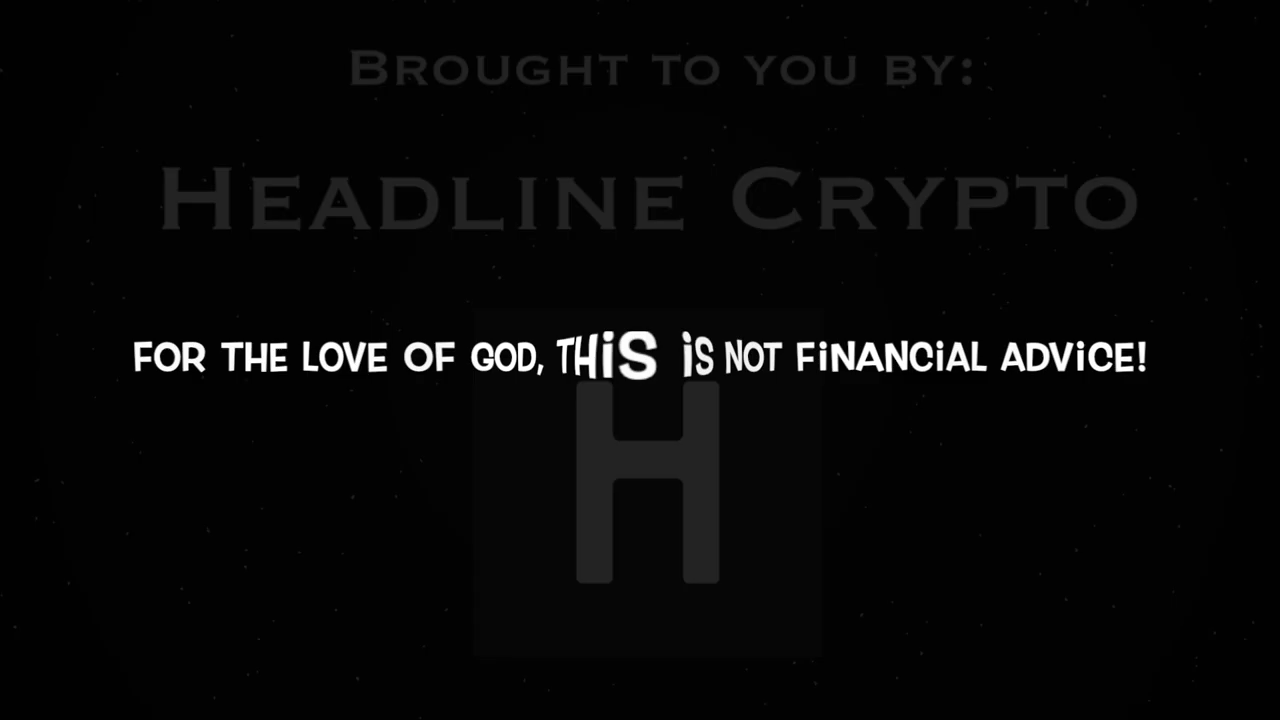 BROUGHT TO YOU BY:
HEADLINE CRYPTO
FOR THE LOVE OF GOD, THiS iS NOT FiNANCiAL ADViCE!
H